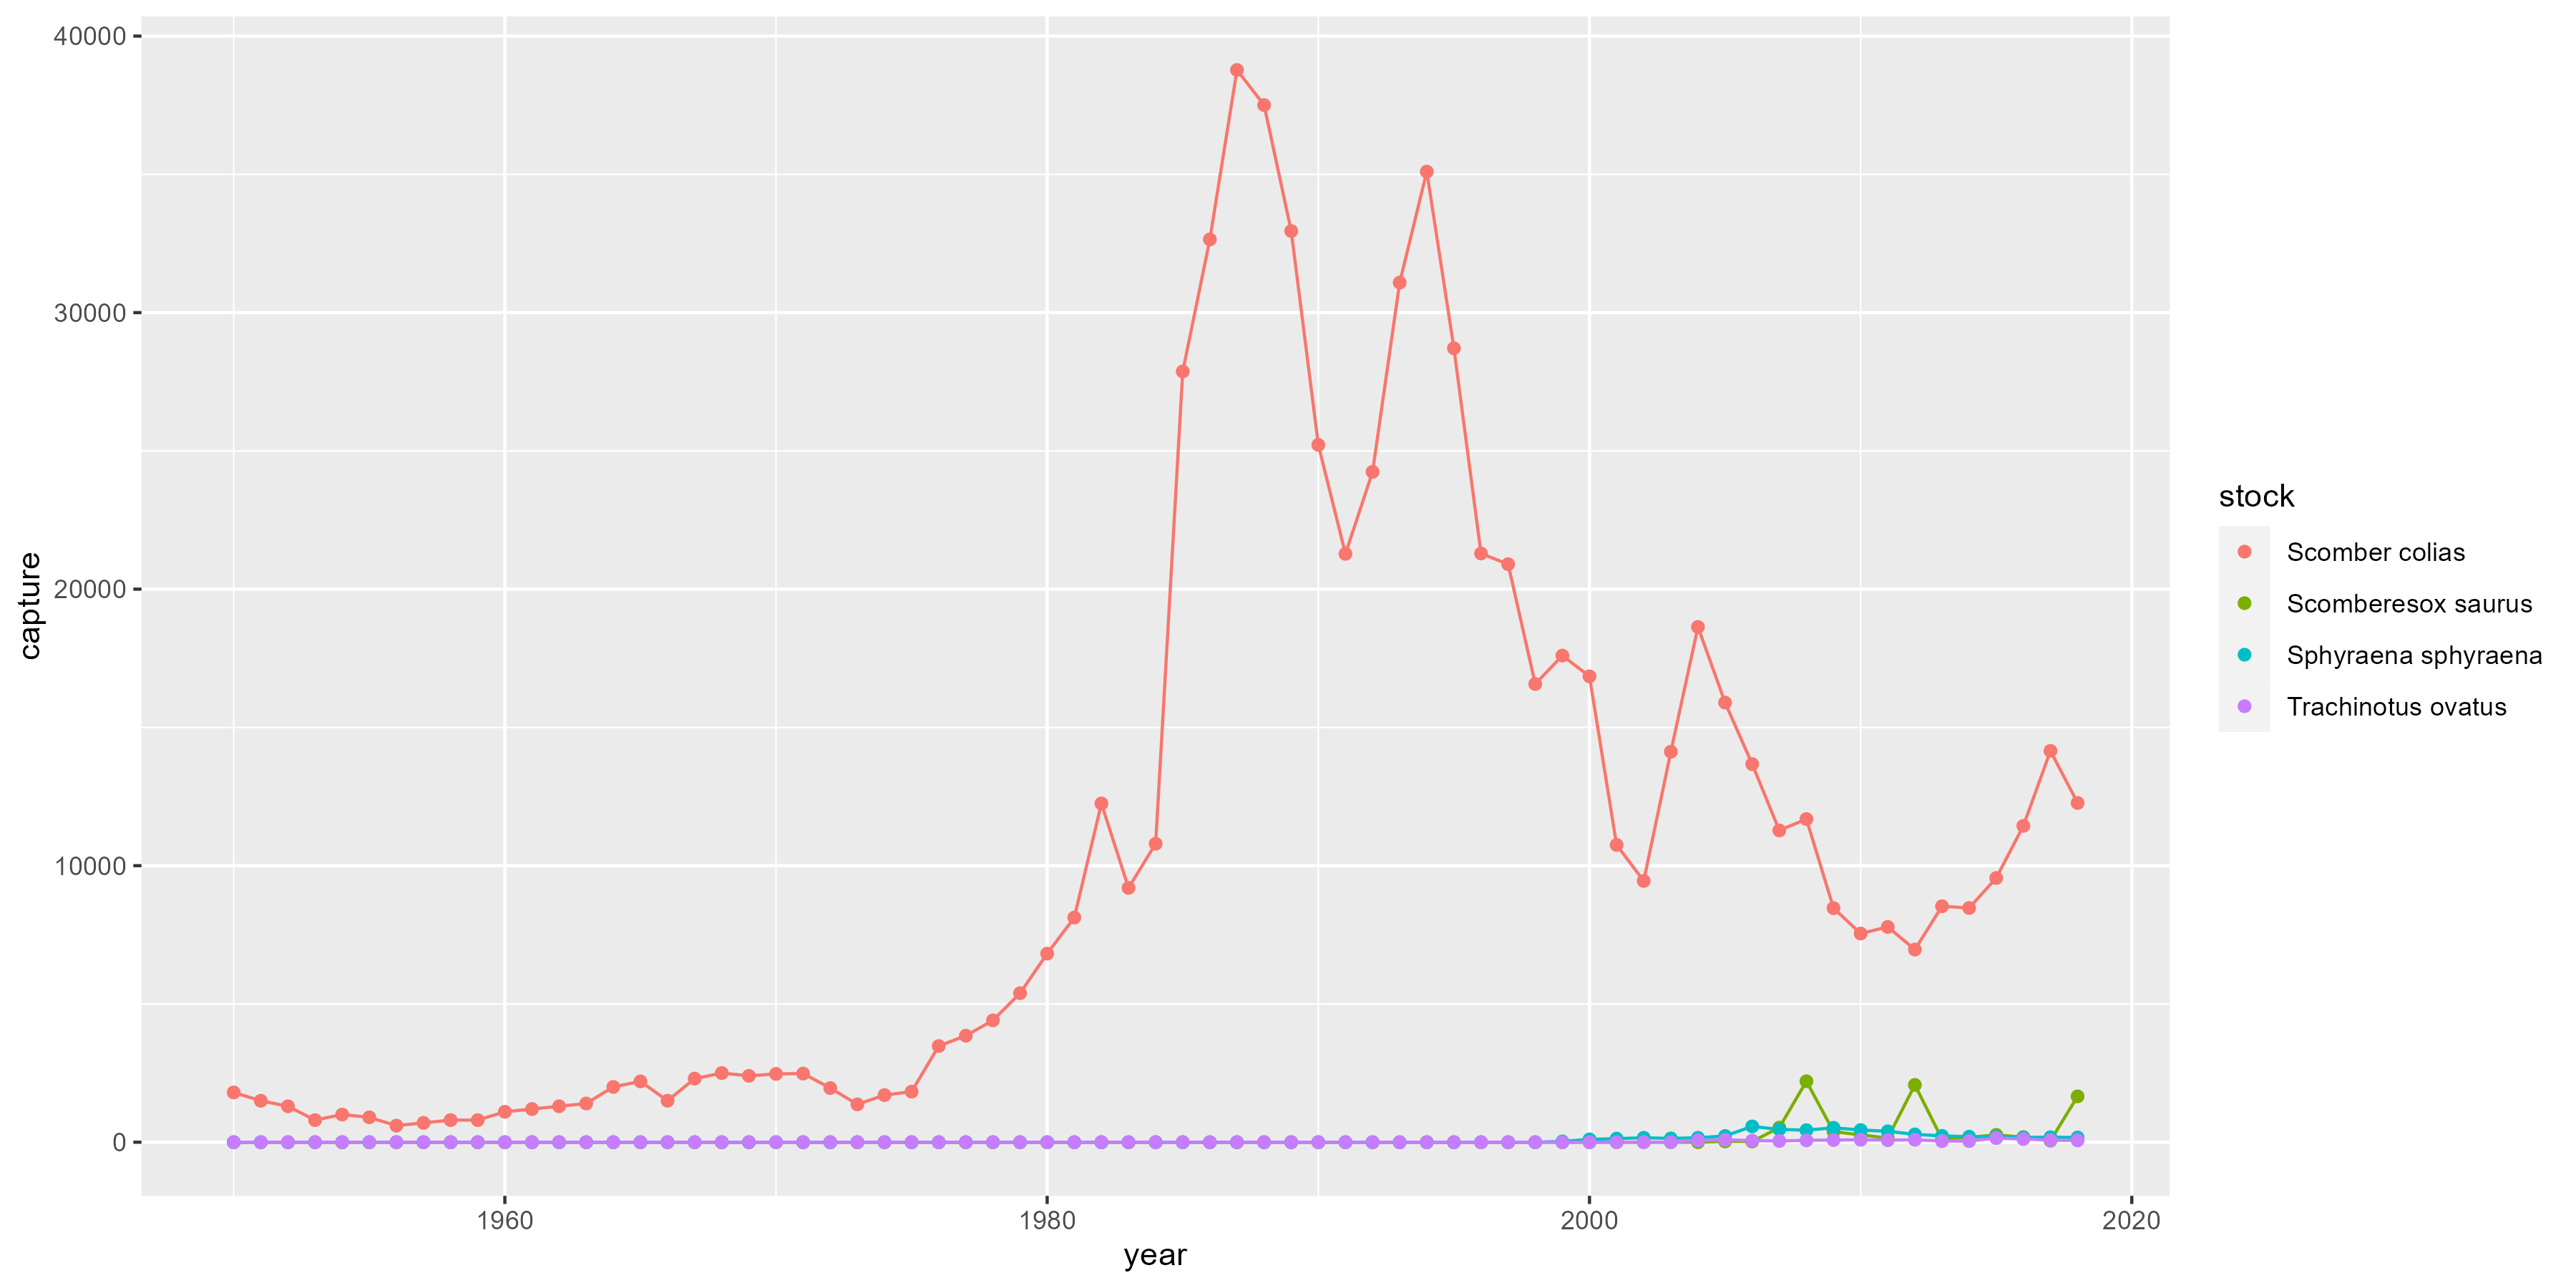 40000
30000
20000
10000
0
capture
1960
1980
2000
2020
year
stock
Scomber colias
Scomberesox saurus
Sphyraena sphyraena
Trachinotus ovatus